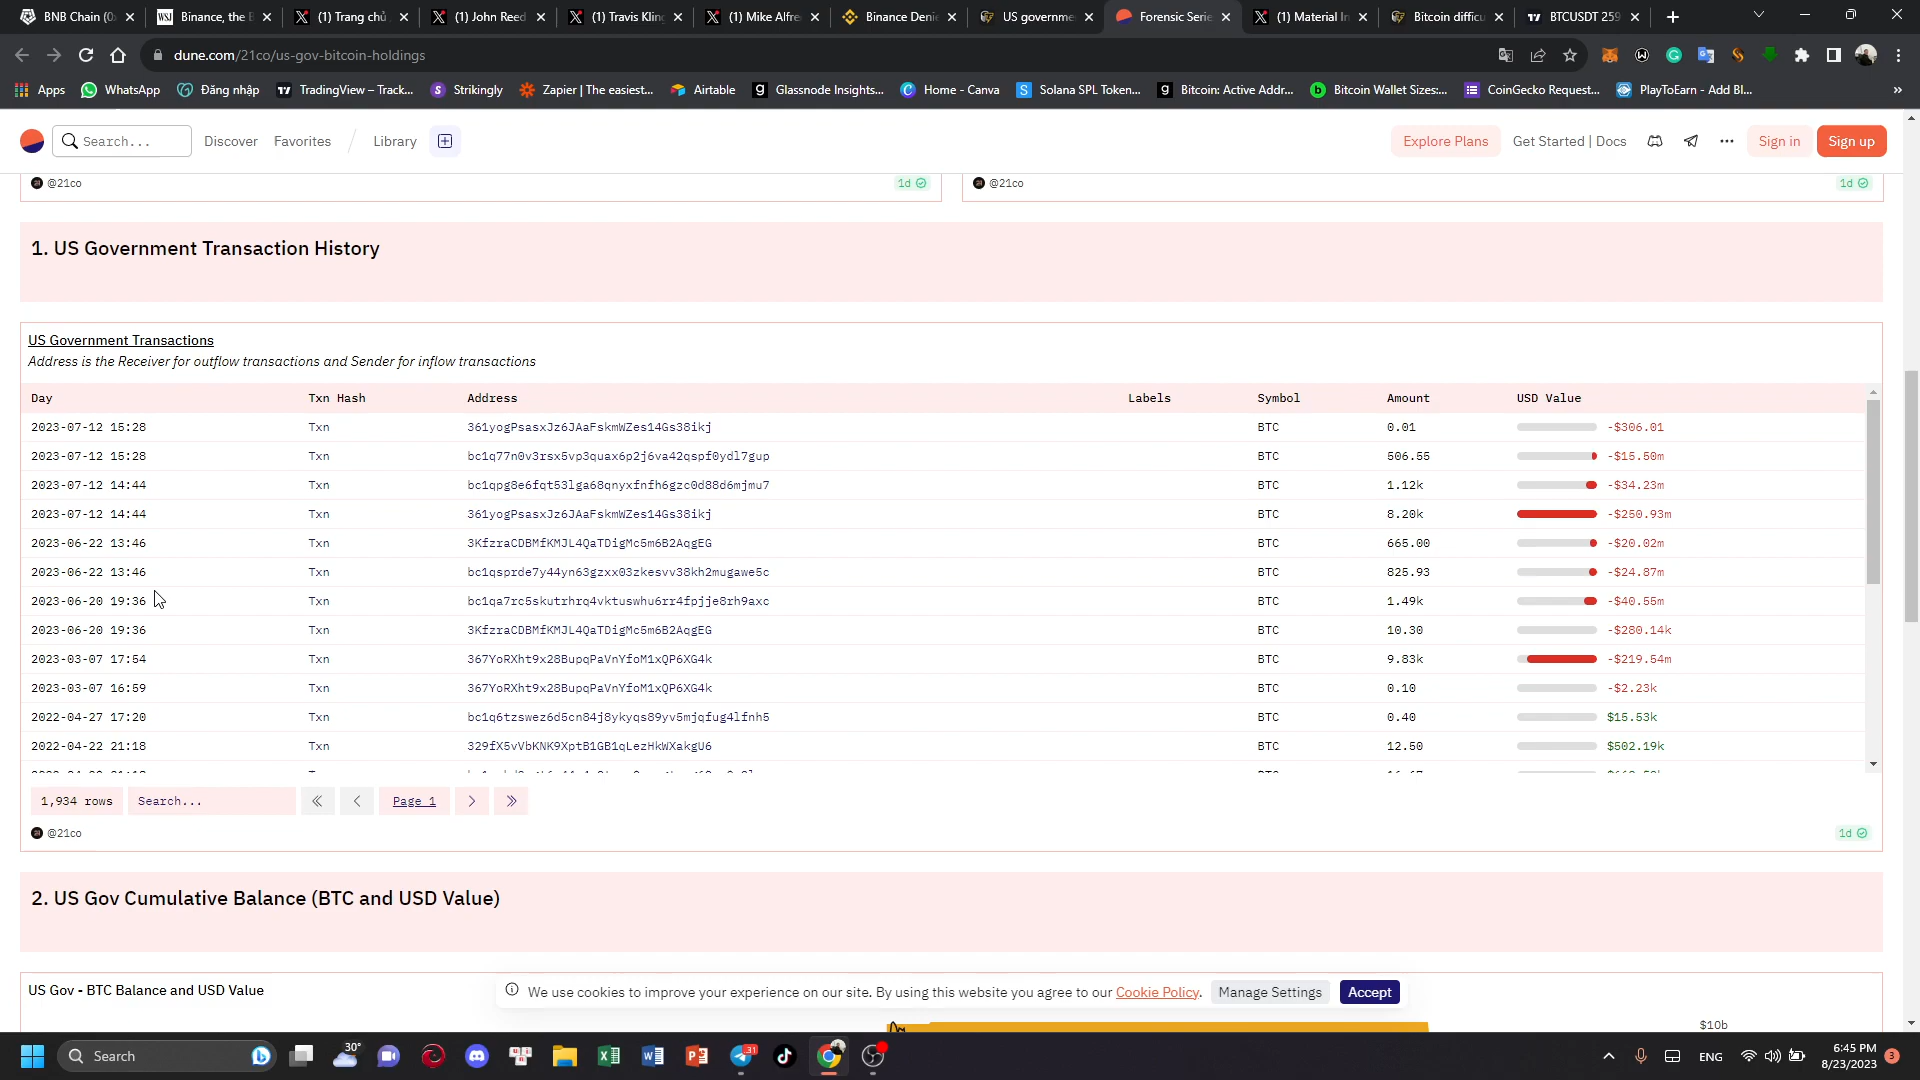 BNB Chain (0x
Binance, the B
(1) Trang chủ
(1) John Reed
(1) Travis Kling
(1) Mike Alfre
Binance Denie
US governme
Forensic Serie
(1) Material In
Bitcoin difficu
BTCUSDT 259
dune.com/21co/us-gov-bitcoin-holdings
Apps
WhatsApp
Đăng nhập
TradingView – Track...
Strikingly
Zapier | The easiest...
Airtable
Glassnode Insights...
Home - Canva
Solana SPL Token...
Bitcoin: Active Addr...
Bitcoin Wallet Sizes:...
CoinGecko Request...
PlayToEarn - Add Bl...
Search...
Discover
Favorites
Library
Explore Plans
Get Started | Docs
Sign in
Sign up
@21co
1d
@21co
1d
1. US Government Transaction History
US Government Transactions
Address is the Receiver for outflow transactions and Sender for inflow transactions
Day Txn Hash Address Labels Symbol Amount USD Value
2023-07-12 15:28 Txn 361yogPsasxJz6JAaFskmWZes14Gs38ikj BTC 0.01 -$306.01
2023-07-12 15:28 Txn bc1q77n0v3rsx5vp3quax6p2j6va42qspf0ydl7gup BTC 506.55 -$15.50m
2023-07-12 14:44 Txn bc1qpg8e6fqt53lga68qnyxfnfh6gzc0d88d6mjmu7 BTC 1.12k -$34.23m
2023-07-12 14:44 Txn 361yogPsasxJz6JAaFskmWZes14Gs38ikj BTC 8.20k -$250.93m
2023-06-22 13:46 Txn 3KfzraCDBMfKMJL4QaTDigMc5m6B2AqgEG BTC 665.00 -$20.02m
2023-06-22 13:46 Txn bc1qsprde7y44yn63gzxx03zkesvv38kh2mugawe5c BTC 825.93 -$24.87m
2023-06-20 19:36 Txn bc1qa7rc5skutrhrq4vktuswhu6rr4fpjje8rh9axc BTC 1.49k -$40.55m
2023-06-20 19:36 Txn 3KfzraCDBMfKMJL4QaTDigMc5m6B2AqgEG BTC 10.30 -$280.14k
2023-03-07 17:54 Txn 367YoRXht9x28BupqPaVnYfoM1xQP6XG4k BTC 9.83k -$219.54m
2023-03-07 16:59 Txn 367YoRXht9x28BupqPaVnYfoM1xQP6XG4k BTC 0.10 -$2.23k
2022-04-27 17:20 Txn bc1q6tzswez6d5cn84j8ykyqs89yv5mjqfug4lfnh5 BTC 0.40 $15.53k
2022-04-22 21:18 Txn 329fX5vVbKNK9XptB1GB1qLezHkWXakgU6 BTC 12.50 $502.19k
1,934 rows
Search...
Page 1
@21co
1d
2. US Gov Cumulative Balance (BTC and USD Value)
US Gov - BTC Balance and USD Value
We use cookies to improve your experience on our site. By using this website you agree to our Cookie Policy.
Manage Settings
Accept
$10b
Search
30°
31
ENG
6:45 PM
8/23/2023
3